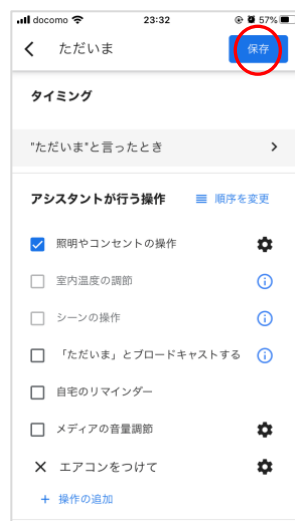 docomo 23:32 57%
ただいま 保存
タイミング
"ただいま"と言ったとき
アシスタントが行う操作 順序を変更
照明やコンセントの操作
室内温度の調節
シーンの操作
「ただいま」とブロードキャストする
自宅のリマインダー
メディアの音量調節
エアコンをつけて
+ 操作の追加